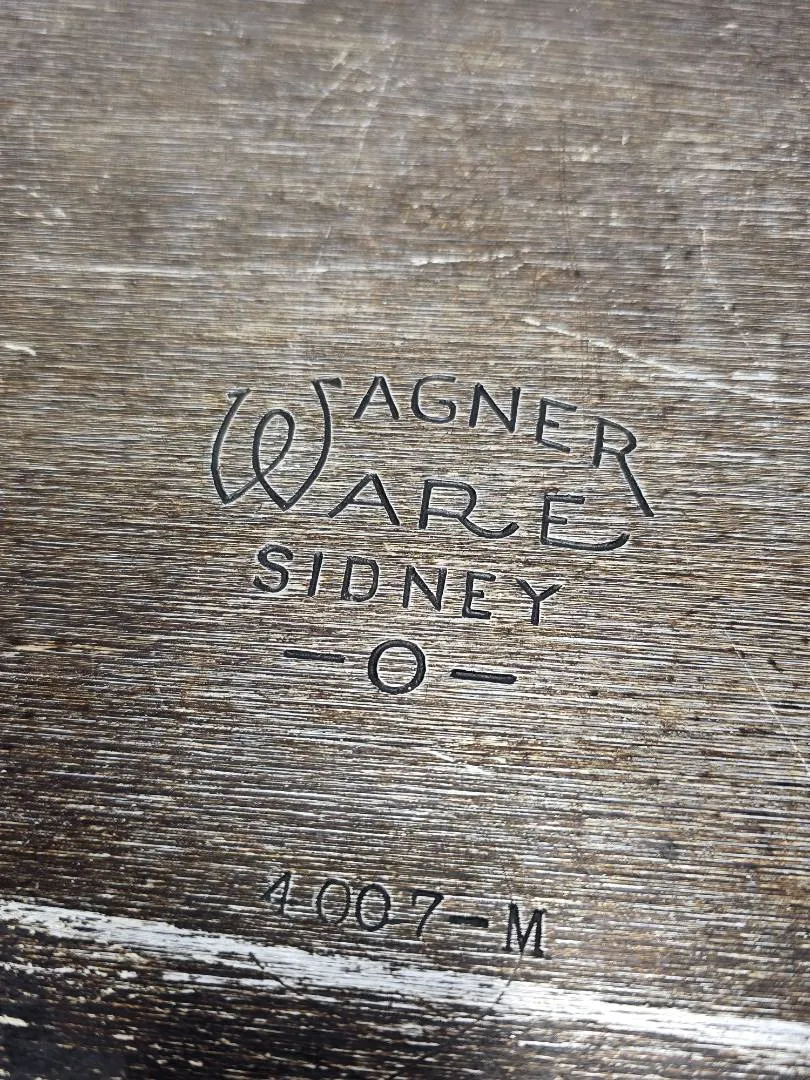 WAGNER
WARE
SIDNEY
-O-
4007-M